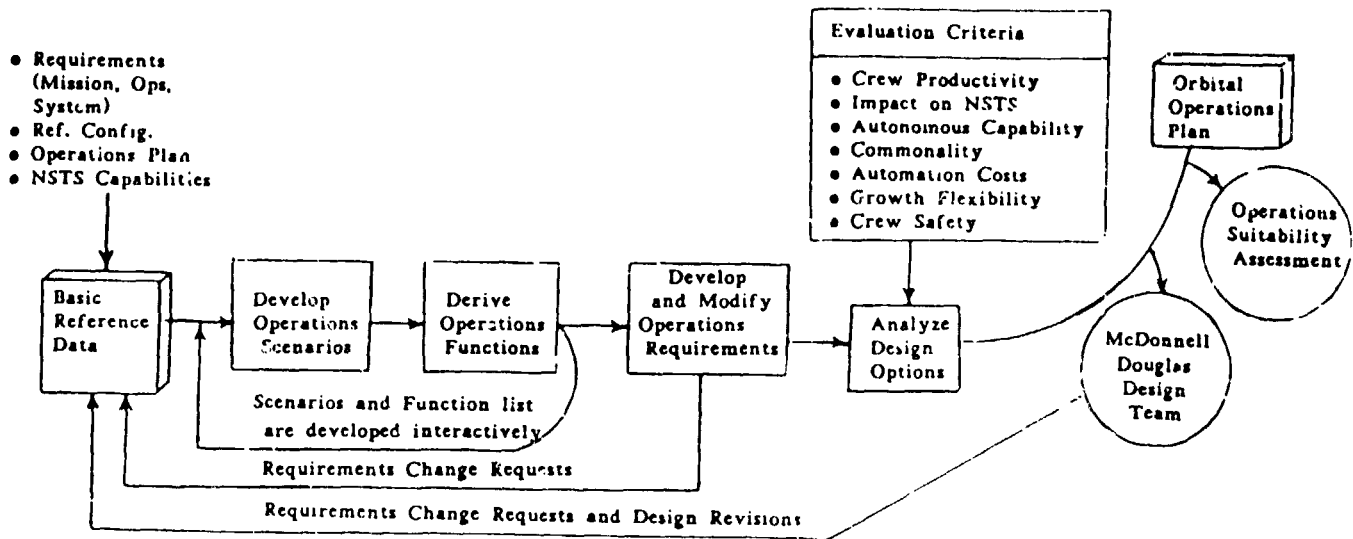 ● Requirements
(Mission, Ops,
System)
● Ref. Config.
● Operations Plan
● NSTS Capabilities
Basic
Reference
Data
Develop
Operations
Scenarios
Derive
Operations
Functions
Scenarios and Function list
are developed interactively
Develop
and Modify
Operations
Requirements
Requirements Change Requests
Requirements Change Requests and Design Revisions
Evaluation Criteria
● Crew Productivity
● Impact on NSTS
● Autonomous Capability
● Commonality
● Automation Costs
● Growth Flexibility
● Crew Safety
Analyze
Design
Options
Orbital
Operations
Plan
Operations
Suitability
Assessment
McDonnell
Douglas
Design
Team